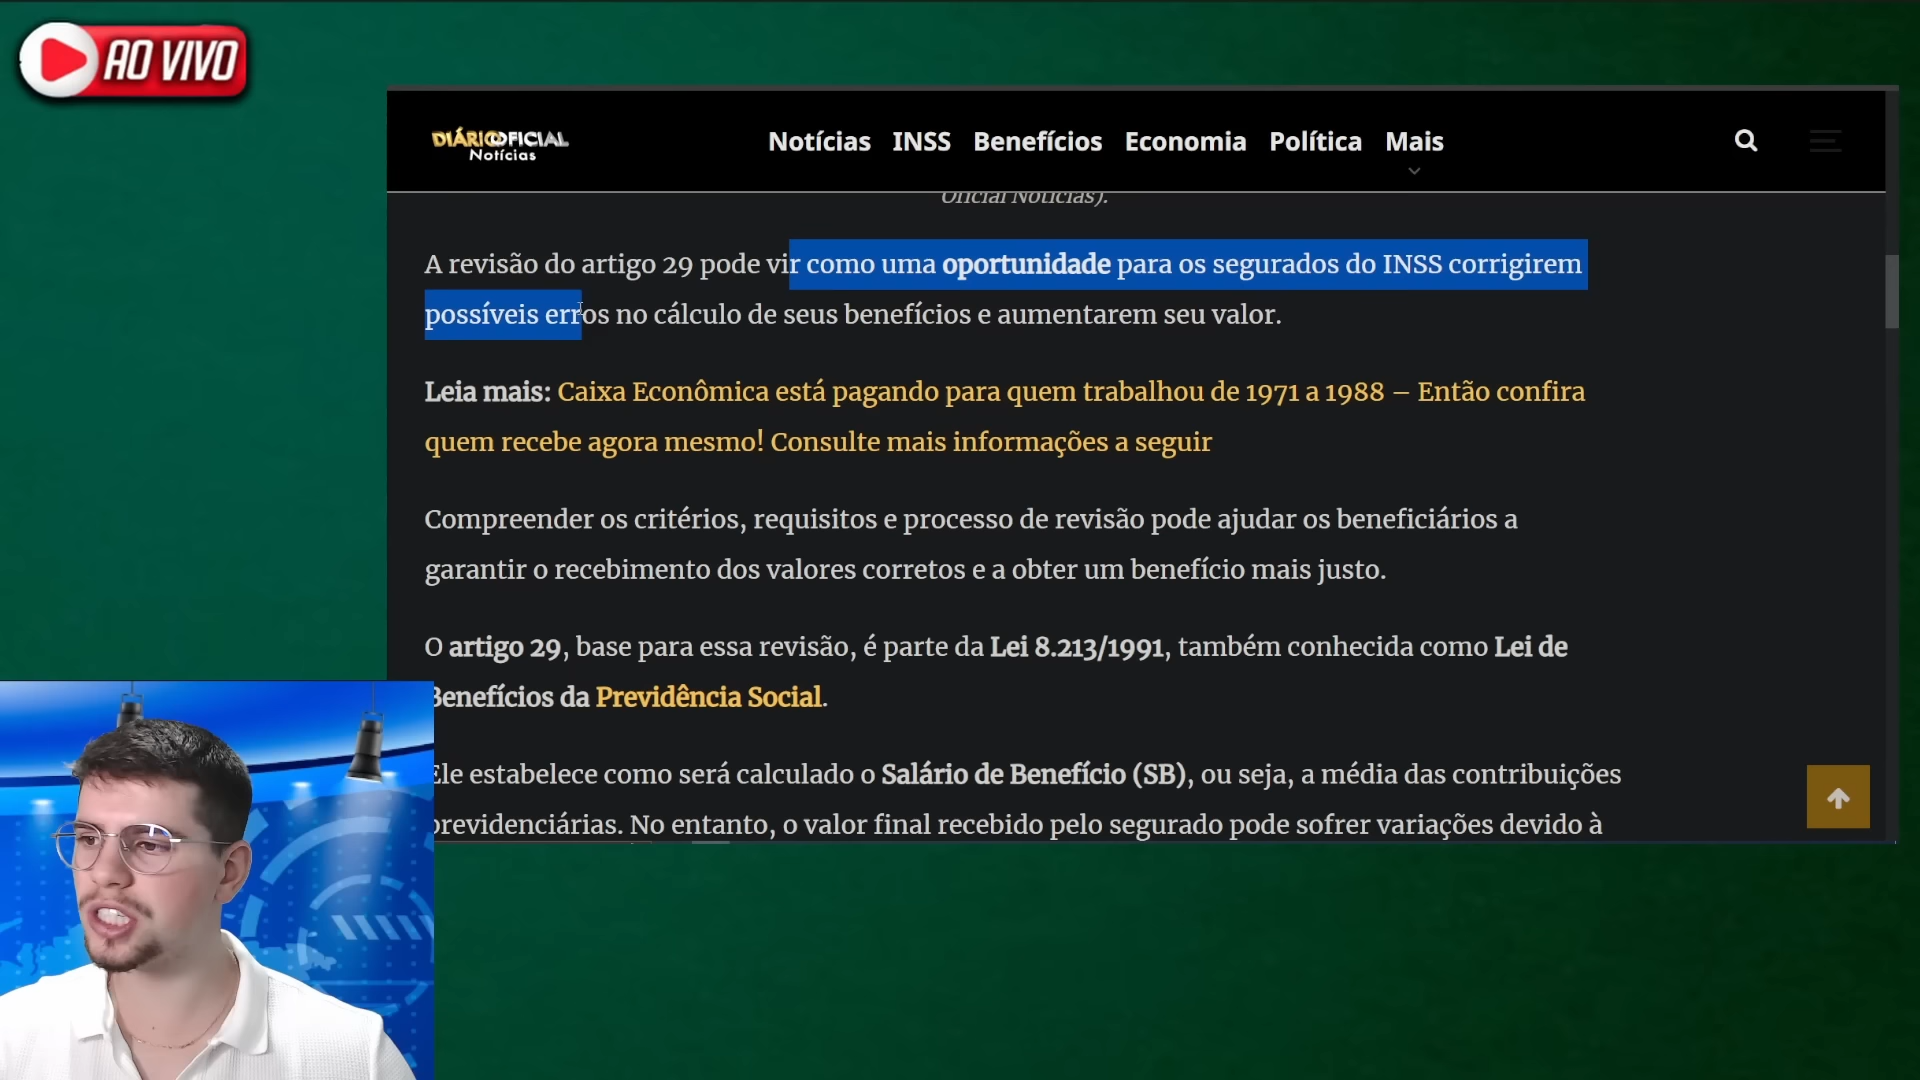 AO VIVO
DIÁRIO OFICIAL
Notícias
Notícias INSS Benefícios Economia Política Mais
Oficial Notícias).
A revisão do artigo 29 pode vir como uma oportunidade para os segurados do INSS corrigirem
possíveis erros no cálculo de seus benefícios e aumentarem seu valor.
Leia mais: Caixa Econômica está pagando para quem trabalhou de 1971 a 1988 – Então confira
quem recebe agora mesmo! Consulte mais informações a seguir
Compreender os critérios, requisitos e processo de revisão pode ajudar os beneficiários a
garantir o recebimento dos valores corretos e a obter um benefício mais justo.
O artigo 29, base para essa revisão, é parte da Lei 8.213/1991, também conhecida como Lei de
Benefícios da Previdência Social.
Ele estabelece como será calculado o Salário de Benefício (SB), ou seja, a média das contribuições
previdenciárias. No entanto, o valor final recebido pelo segurado pode sofrer variações devido à